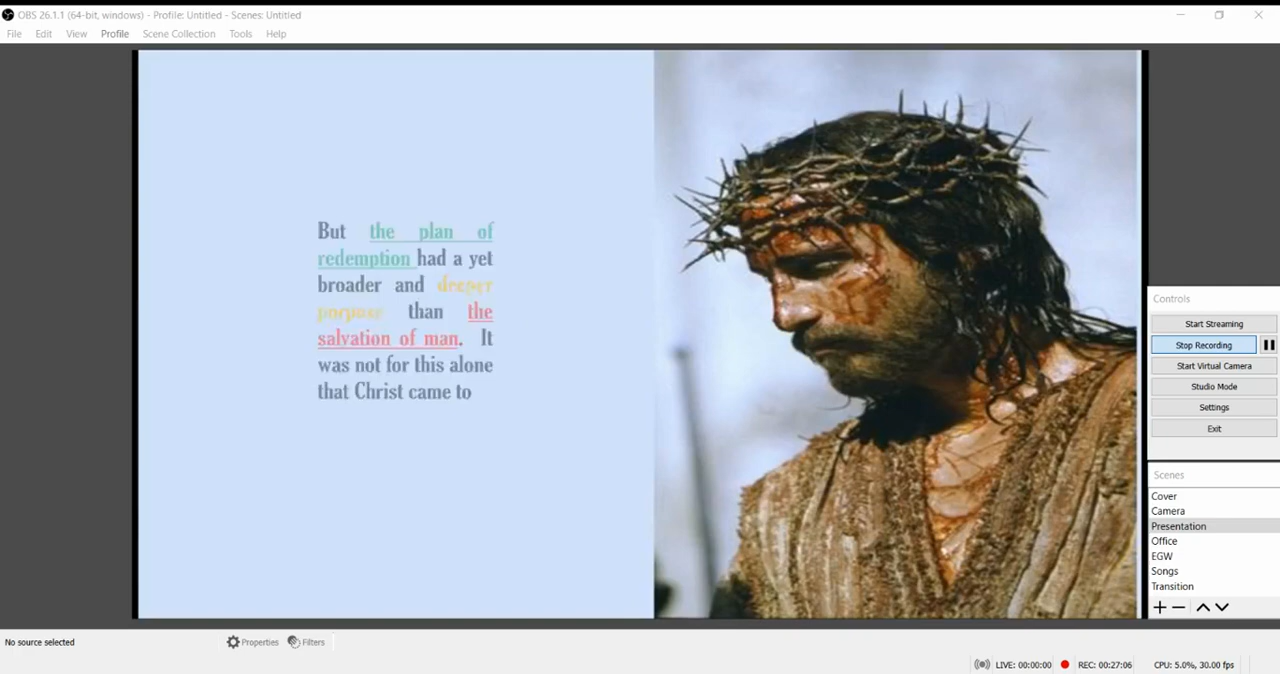 OBS 26.1.1 (64-bit, windows) - Profile: Untitled - Scenes: Untitled
File Edit View Profile Scene Collection Tools Help
But the plan of
redemption had a yet
broader and deeper
purpose than the
salvation of man. It
was not for this alone
that Christ came to
Controls
Start Streaming
Stop Recording
Start Virtual Camera
Studio Mode
Settings
Exit
Scenes
Cover
Camera
Presentation
Office
EGW
Songs
Transition
No source selected Properties Filters
LIVE: 00:00:00 REC: 00:27:06 CPU: 5.0%, 30.00 fps